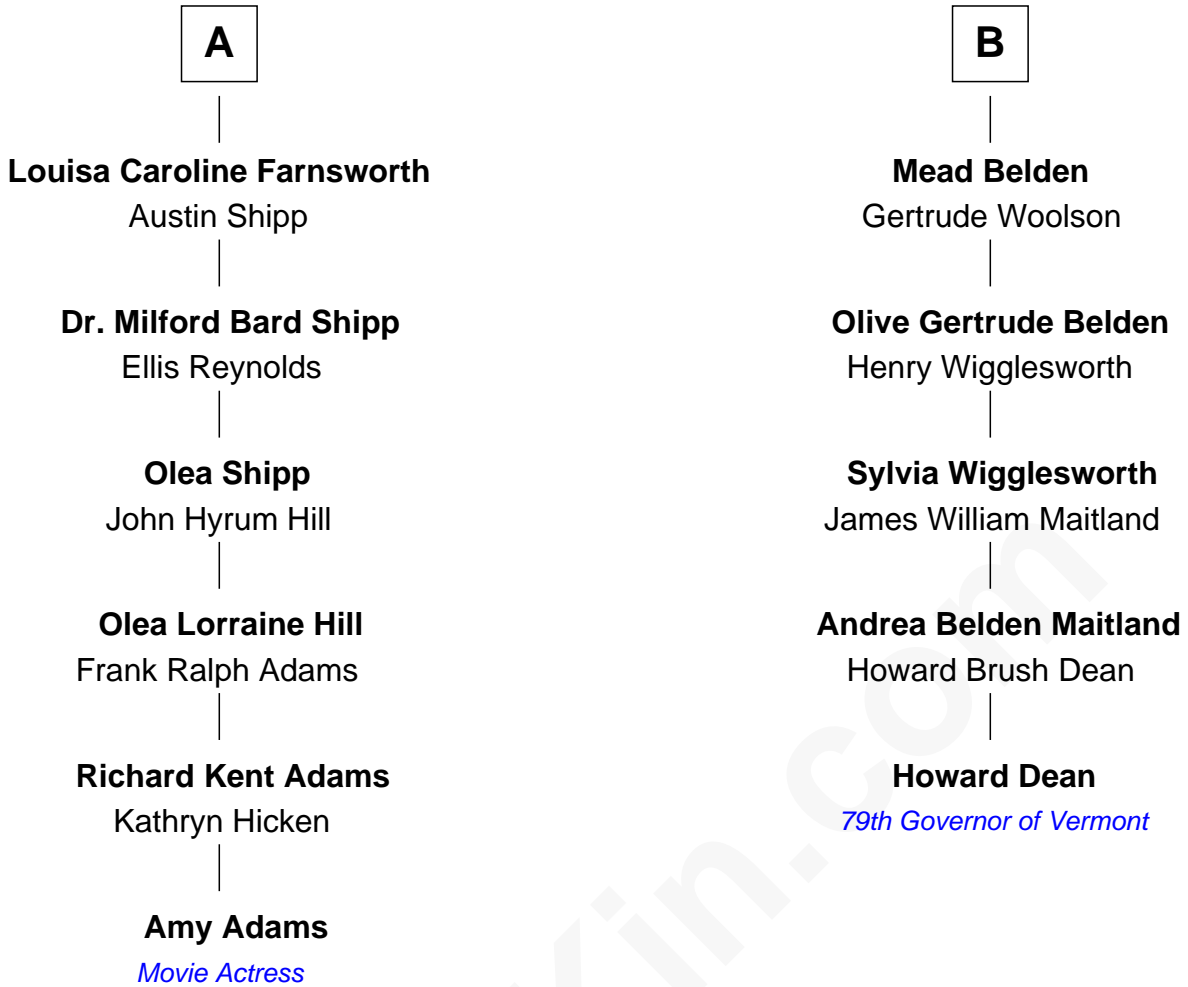 A
Louisa Caroline Farnsworth
Austin Shipp
Dr. Milford Bard Shipp
Ellis Reynolds
Olea Shipp
John Hyrum Hill
Olea Lorraine Hill
Frank Ralph Adams
Richard Kent Adams
Kathryn Hicken
Amy Adams
Movie Actress
B
Mead Belden
Gertrude Woolson
Olive Gertrude Belden
Henry Wigglesworth
Sylvia Wigglesworth
James William Maitland
Andrea Belden Maitland
Howard Brush Dean
Howard Dean
79th Governor of Vermont
Kin.com